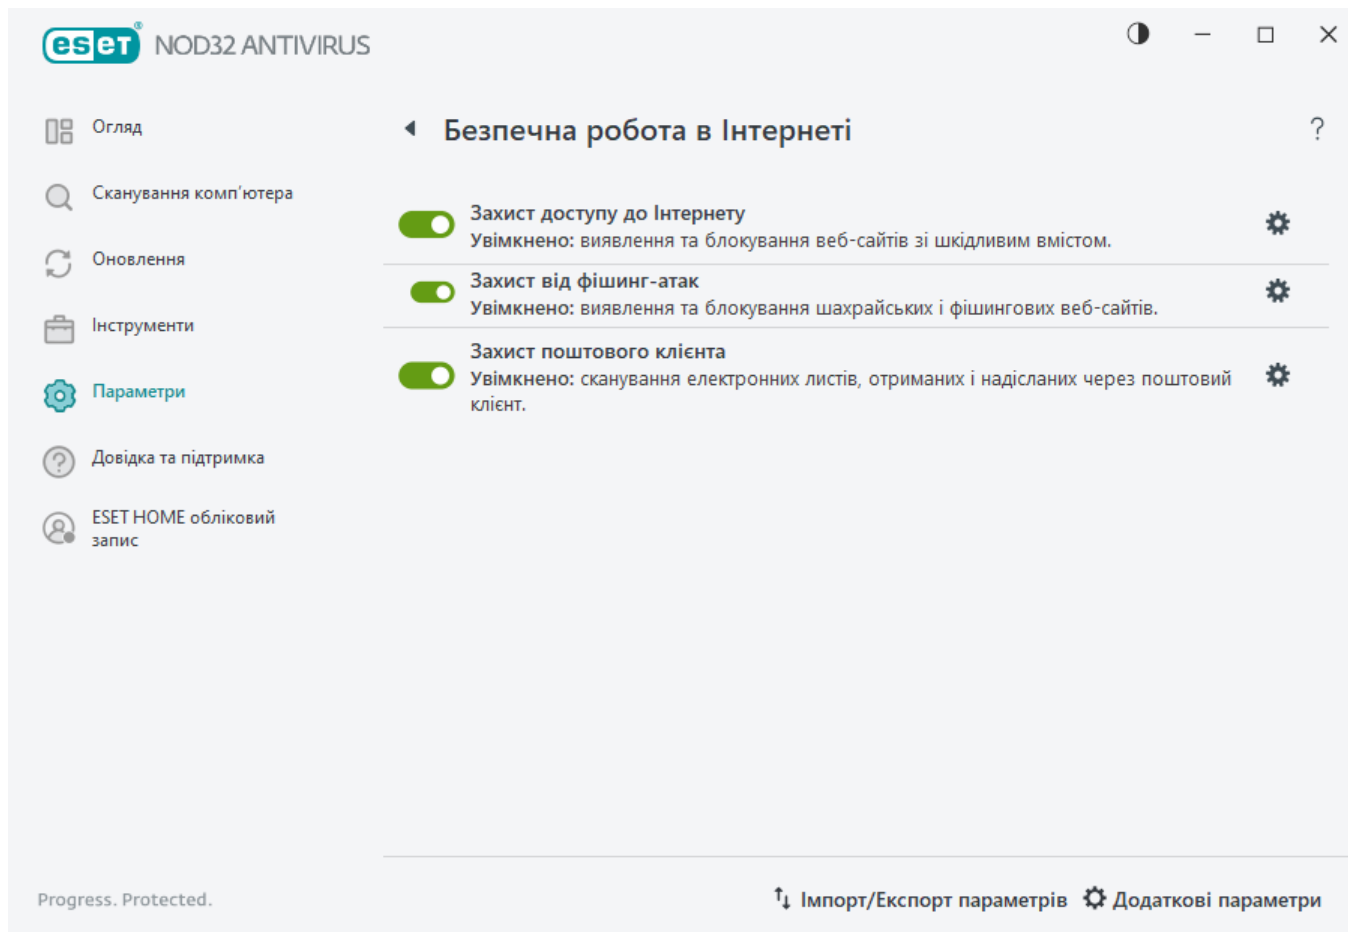 eset® NOD32 ANTIVIRUS
Огляд
Сканування комп'ютера
Оновлення
Інструменти
Параметри
Довідка та підтримка
ESET HOME обліковий
запис
Безпечна робота в Інтернеті
?
Захист доступу до Інтернету
Увімкнено: виявлення та блокування веб-сайтів зі шкідливим вмістом.
Захист від фішинг-атак
Увімкнено: виявлення та блокування шахрайських і фішингових веб-сайтів.
Захист поштового клієнта
Увімкнено: сканування електронних листів, отриманих і надісланих через поштовий
клієнт.
Progress. Protected.
Імпорт/Експорт параметрів Додаткові параметри